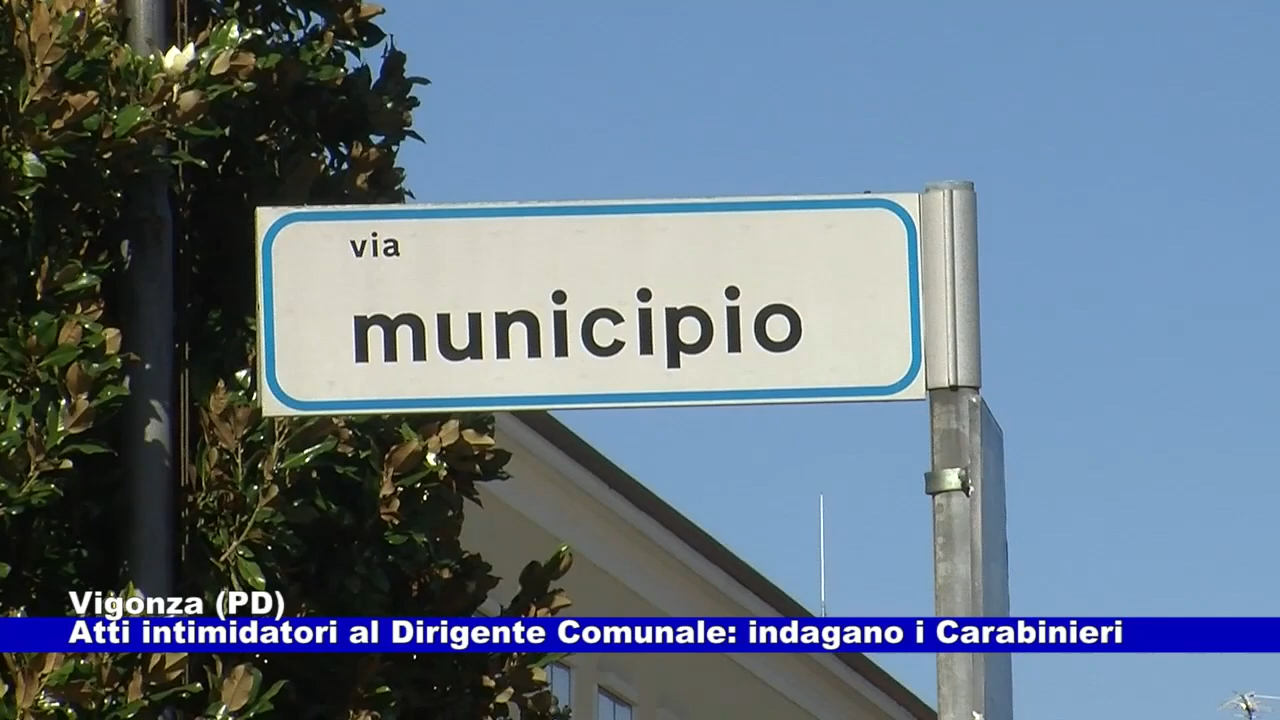 via
municipio
Vigonza (PD)
Atti intimidatori al Dirigente Comunale: indagano i Carabinieri